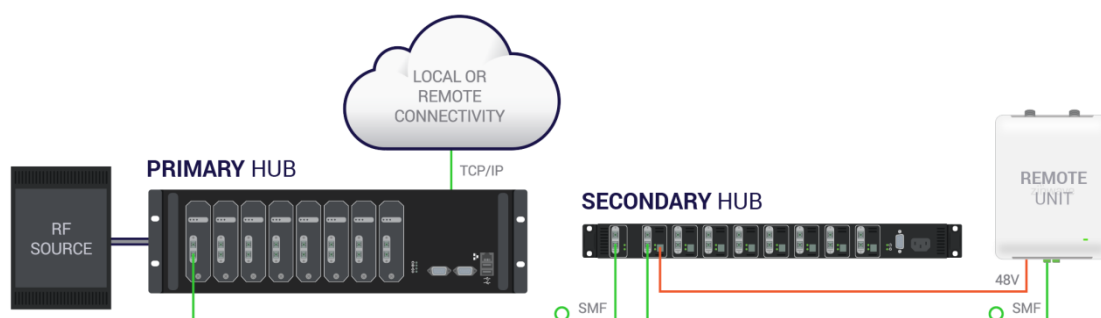 LOCAL OR
REMOTE
CONNECTIVITY
TCP/IP
PRIMARY HUB
RF
SOURCE
SECONDARY HUB
REMOTE
UNIT
48V
SMF
SMF